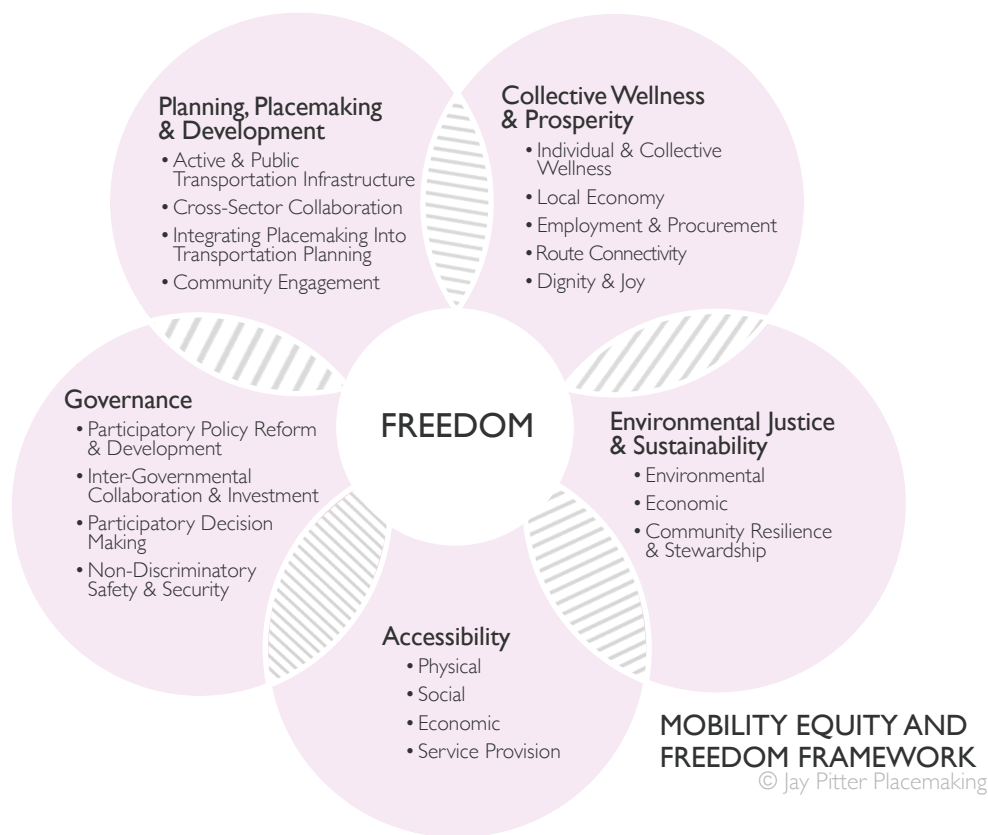 Planning, Placemaking
& Development
• Active & Public
Transportation Infrastructure
• Cross-Sector Collaboration
• Integrating Placemaking Into
Transportation Planning
• Community Engagement
Collective Wellness
& Prosperity
• Individual & Collective
Wellness
• Local Economy
• Employment & Procurement
• Route Connectivity
• Dignity & Joy
Governance
• Participatory Policy Reform
& Development
• Inter-Governmental
Collaboration & Investment
• Participatory Decision
Making
• Non-Discriminatory
Safety & Security
FREEDOM
Environmental Justice
& Sustainability
• Environmental
• Economic
• Community Resilience
& Stewardship
Accessibility
• Physical
• Social
• Economic
• Service Provision
MOBILITY EQUITY AND
FREEDOM FRAMEWORK
© Jay Pitter Placemaking